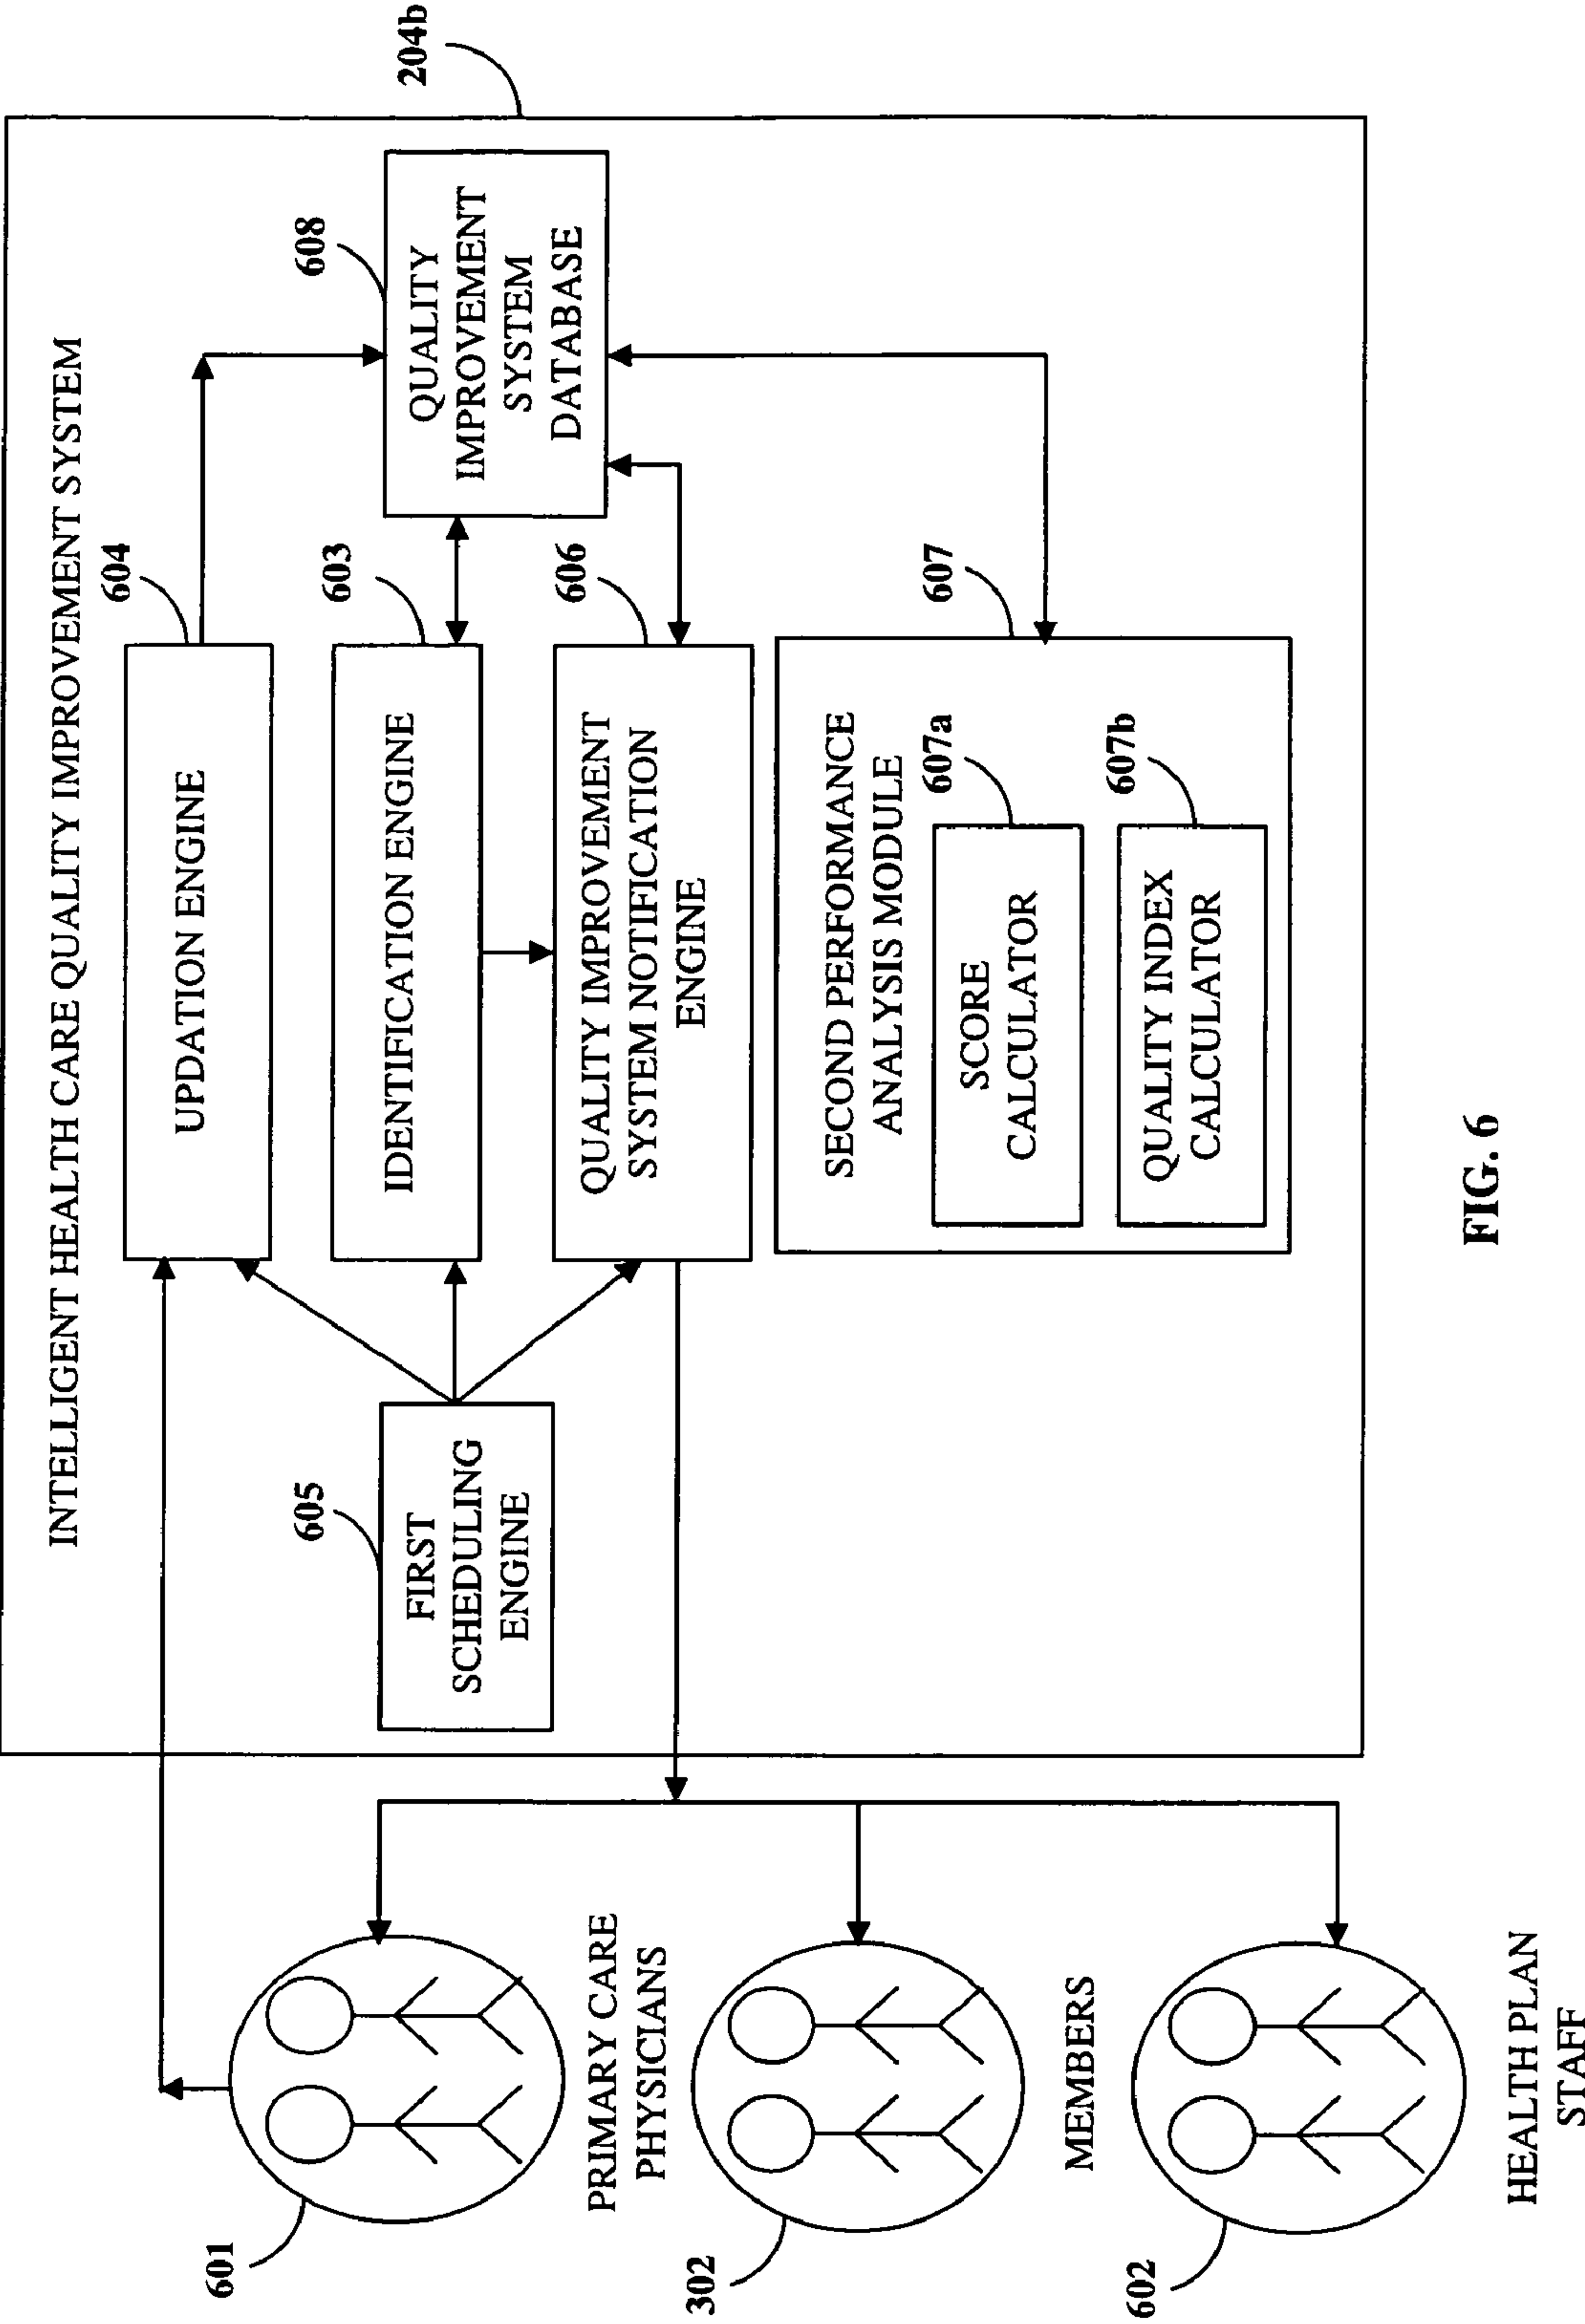 204b
INTELLIGENT HEALTH CARE QUALITY IMPROVEMENT SYSTEM
601
PRIMARY CARE
PHYSICIANS
302
MEMBERS
602
HEALTH PLAN
STAFF
605
FIRST
SCHEDULING
ENGINE
604
UPDATION ENGINE
603
IDENTIFICATION ENGINE
606
QUALITY IMPROVEMENT
SYSTEM NOTIFICATION
ENGINE
607
SECOND PERFORMANCE
ANALYSIS MODULE
607a
SCORE
CALCULATOR
607b
QUALITY INDEX
CALCULATOR
608
QUALITY
IMPROVEMENT
SYSTEM
DATABASE
FIG. 6